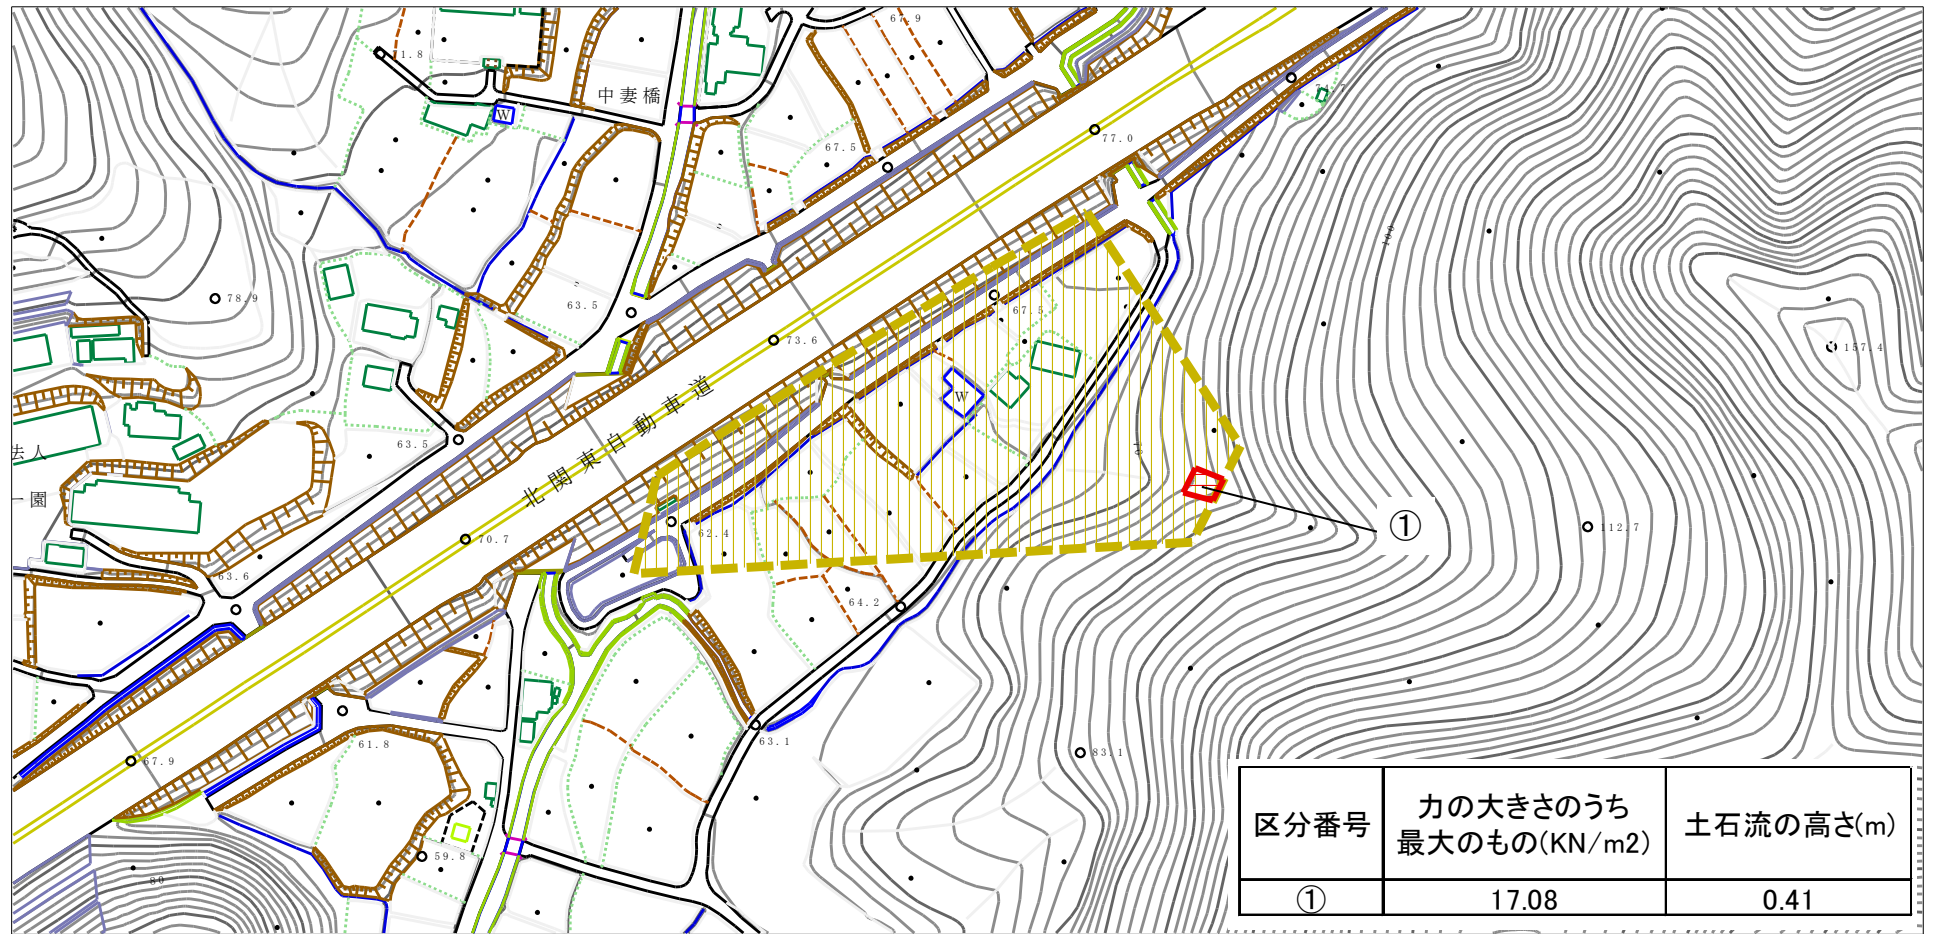 67.9
71.8
中妻橋
W
67.5
77.0
100
78.9
63.5
67.5
73.6
157.4
北関東自動車道
W
63.5
70
法人
一園
62.4
①
112.7
70.7
63.6
64.2
61.8
63.1
83.1
67.9
59.8
80
区分番号
力の大きさのうち
最大のもの(KN/m2)
土石流の高さ(m)
① 17.08 0.41